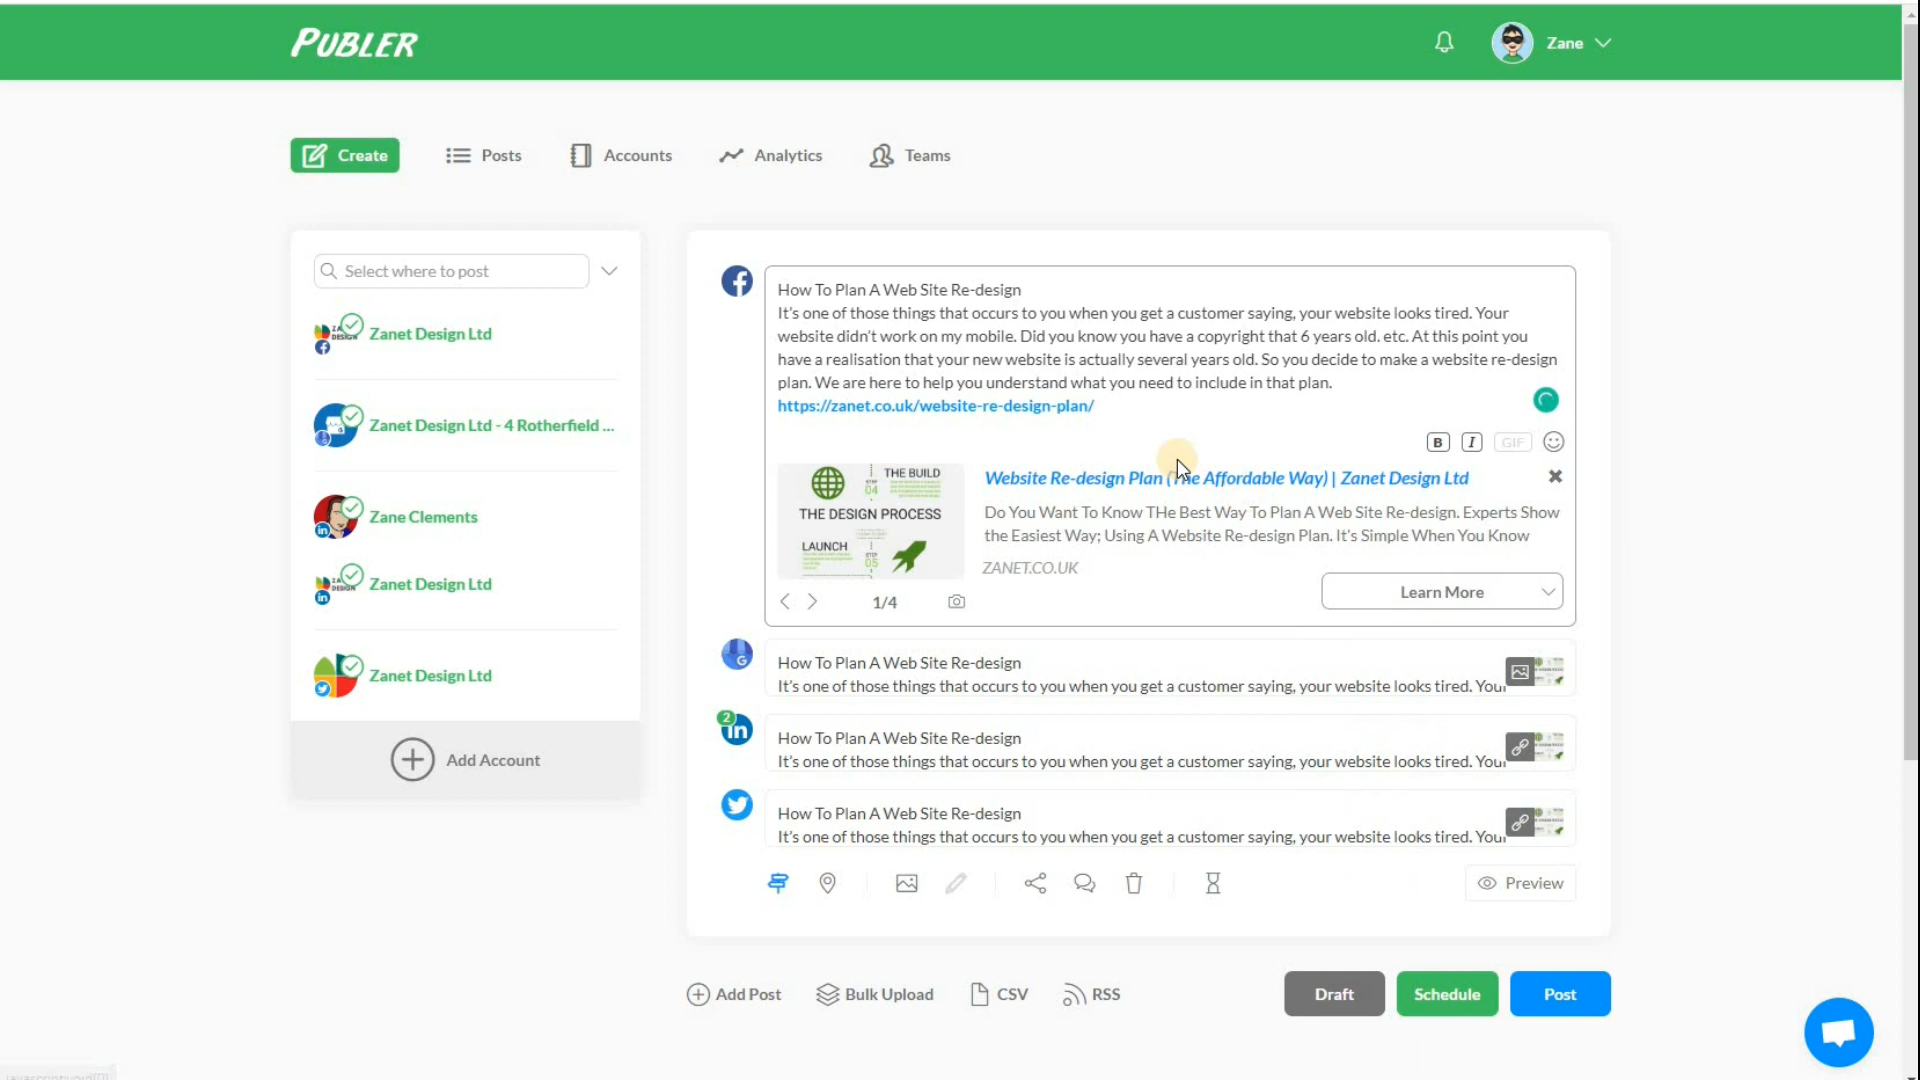 PUBLER
Zane
Create
Posts
Accounts
Analytics
Teams
Select where to post
Zanet Design Ltd
Zanet Design Ltd - 4 Rotherfield ...
Zane Clements
Zanet Design Ltd
Zanet Design Ltd
Add Account
How To Plan A Web Site Re-design
It's one of those things that occurs to you when you get a customer saying, your website looks tired. Your
website didn't work on my mobile. Did you know you have a copyright that 6 years old. etc. At this point you
have a realisation that your new website is actually several years old. So you decide to make a website re-design
plan. We are here to help you understand what you need to include in that plan.
https://zanet.co.uk/website-re-design-plan/
B I GIF
THE BUILD
STEP
04
THE DESIGN PROCESS
LAUNCH
STEP
05
Website Re-design Plan (The Affordable Way) | Zanet Design Ltd
Do You Want To Know THe Best Way To Plan A Web Site Re-design. Experts Show
the Easiest Way; Using A Website Re-design Plan. It's Simple When You Know
ZANET.CO.UK
1/4
Learn More
How To Plan A Web Site Re-design
It's one of those things that occurs to you when you get a customer saying, your website looks tired. Your
2
in
How To Plan A Web Site Re-design
It's one of those things that occurs to you when you get a customer saying, your website looks tired. Your
How To Plan A Web Site Re-design
It's one of those things that occurs to you when you get a customer saying, your website looks tired. Your
Preview
Add Post
Bulk Upload
CSV
RSS
Draft
Schedule
Post